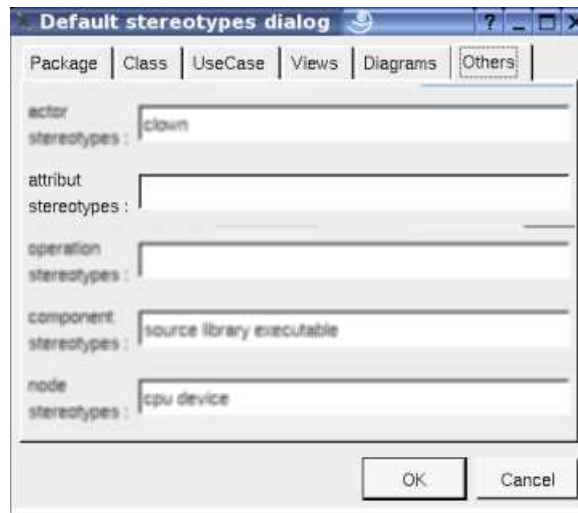 Default stereotypes dialog ? _ X
Package Class UseCase Views Diagrams Others
actor
stereotypes :
clown
attribut
stereotypes :
operation
stereotypes :
component
stereotypes :
source library executable
node
stereotypes :
cpu device
OK Cancel